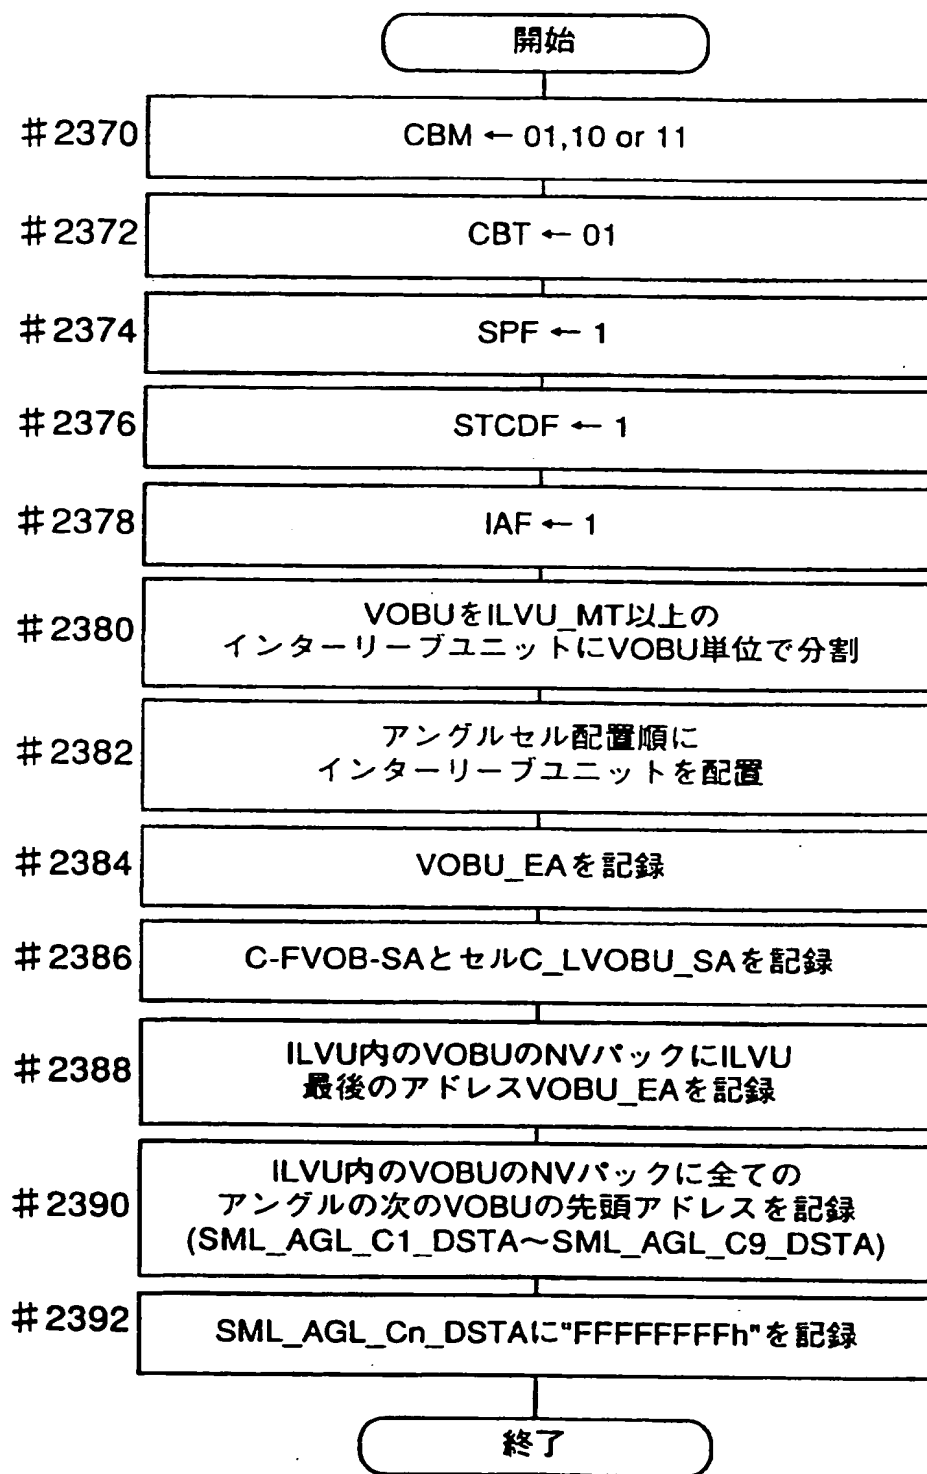 開始
#2370
CBM ← 01,10 or 11
#2372
CBT ← 01
#2374
SPF ← 1
#2376
STCDF ← 1
#2378
IAF ← 1
#2380
VOBUをILVU_MT以上の
インターリーブユニットにVOBU単位で分割
#2382
アングルセル配置順に
インターリーブユニットを配置
#2384
VOBU_EAを記録
#2386
C-FVOB-SAとセルC_LVOBU_SAを記録
#2388
ILVU内のVOBUのNVパックにILVU
最後のアドレスVOBU_EAを記録
#2390
ILVU内のVOBUのNVパックに全ての
アングルの次のVOBUの先頭アドレスを記録
(SML_AGL_C1_DSTA～SML_AGL_C9_DSTA)
#2392
SML_AGL_Cn_DSTAに"FFFFFFFFh"を記録
終了